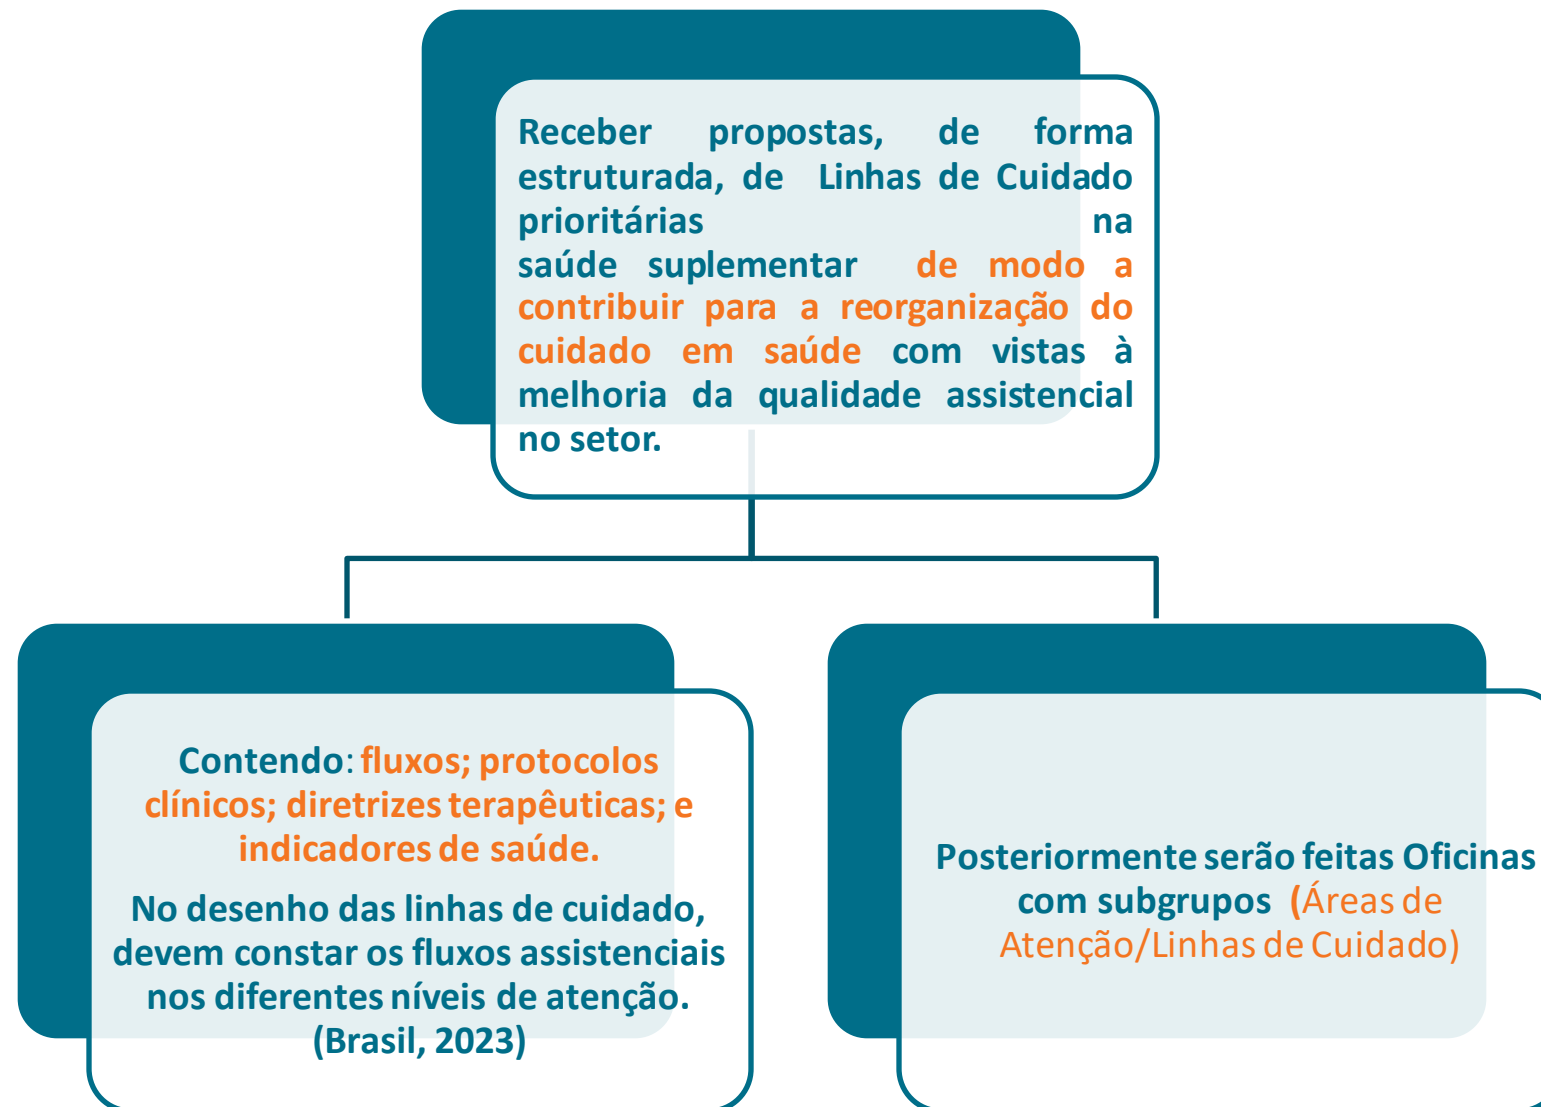 Receber propostas, de forma
estruturada, de Linhas de Cuidado
prioritárias na
saúde suplementar de modo a
contribuir para a reorganização do
cuidado em saúde com vistas à
melhoria da qualidade assistencial
no setor.
Contendo: fluxos; protocolos
clínicos; diretrizes terapêuticas; e
indicadores de saúde.
No desenho das linhas de cuidado,
devem constar os fluxos assistenciais
nos diferentes níveis de atenção.
(Brasil, 2023)
Posteriormente serão feitas Oficinas
com subgrupos (Áreas de
Atenção/Linhas de Cuidado)